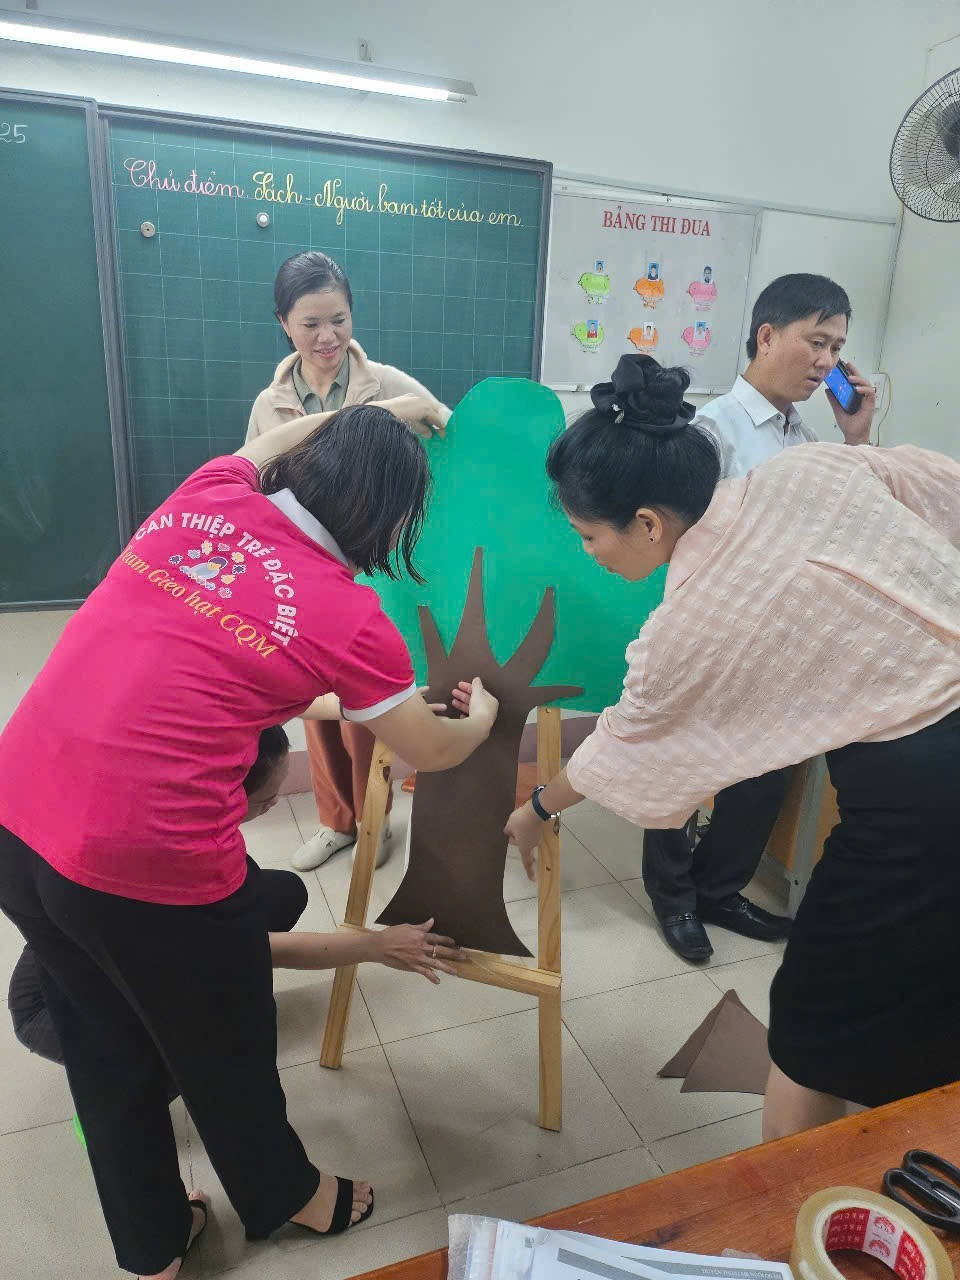 25
Chủ điểm. Sách - Người bạn tốt của em.
BẢNG THI ĐUA
CAN THIỆP TRẺ ĐẶC BIỆT
Team Gieo hạt CQM